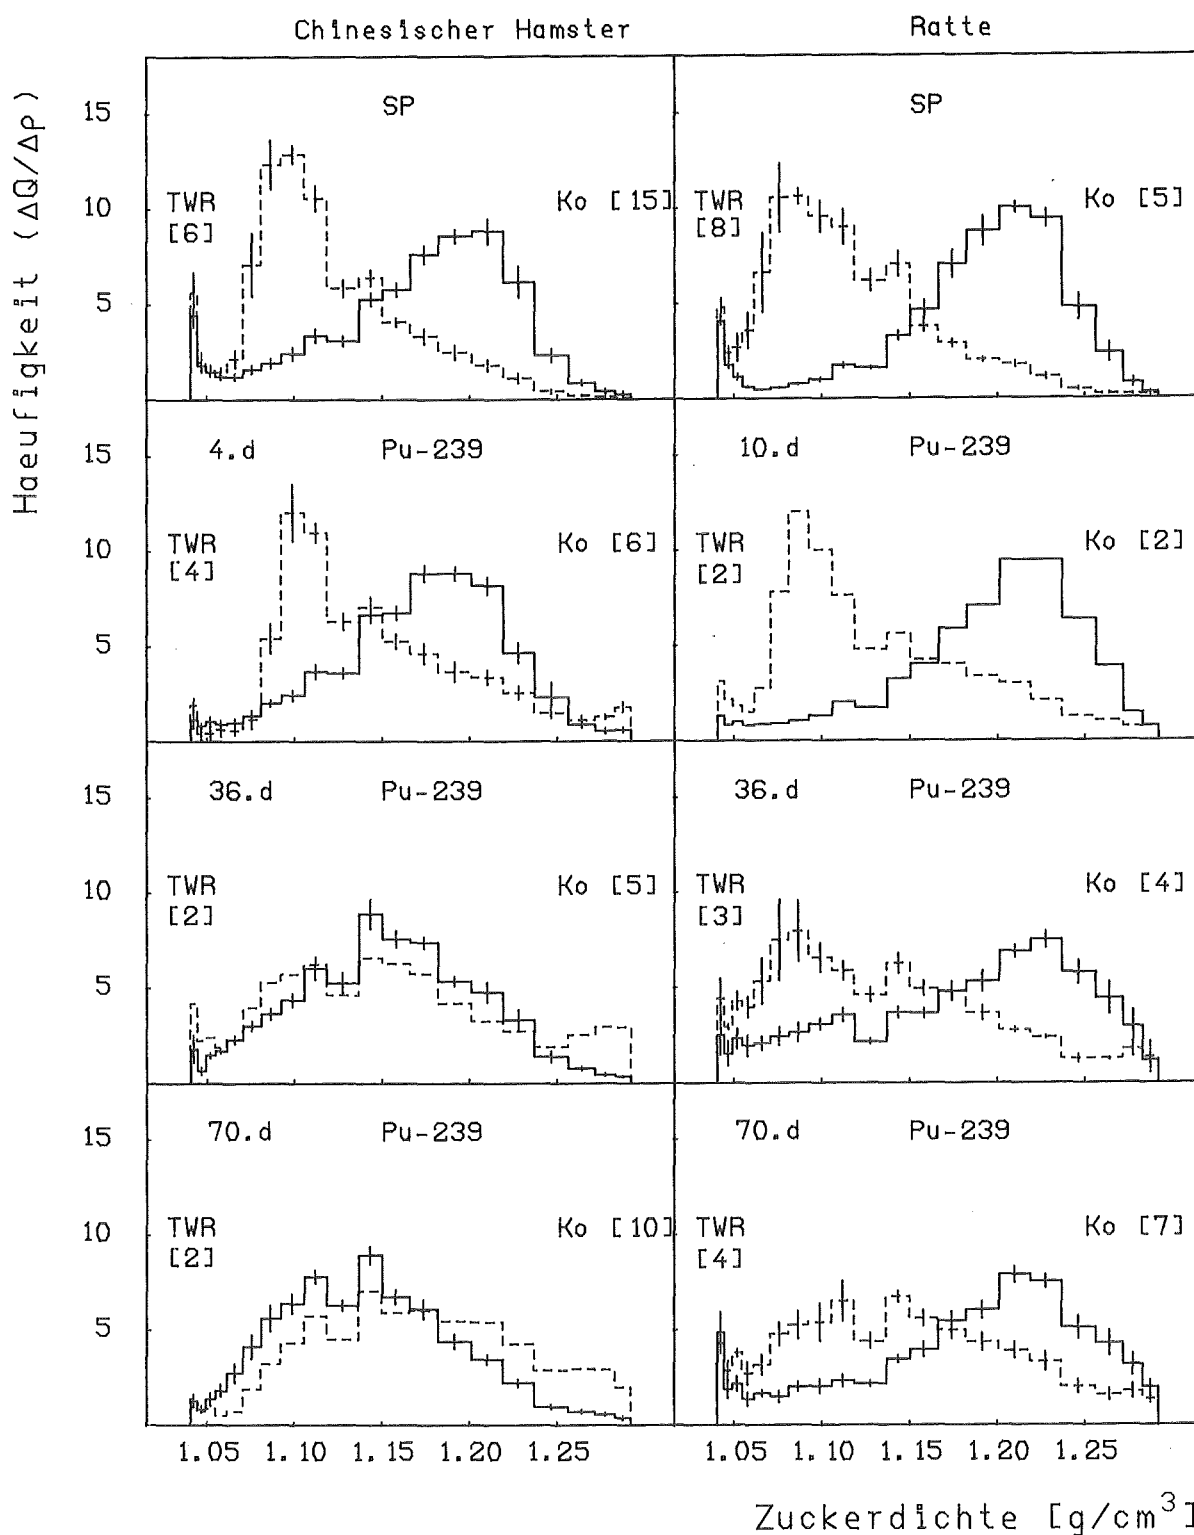 Chinesischer Hamster Ratte
Haeufigkeit (ΔQ/Δρ)
15 SP SP
10 TWR Ko [15] TWR Ko [5]
[6] [8]
5
15 4.d Pu-239 10.d Pu-239
10 TWR Ko [6] TWR Ko [2]
[4] [2]
5
15 36.d Pu-239 36.d Pu-239
10 TWR Ko [5] TWR Ko [4]
[2] [3]
5
15 70.d Pu-239 70.d Pu-239
10 TWR Ko [10] TWR Ko [7]
[2] [4]
5
1.05 1.10 1.15 1.20 1.25 1.05 1.10 1.15 1.20 1.25
Zuckerdichte [g/cm³]